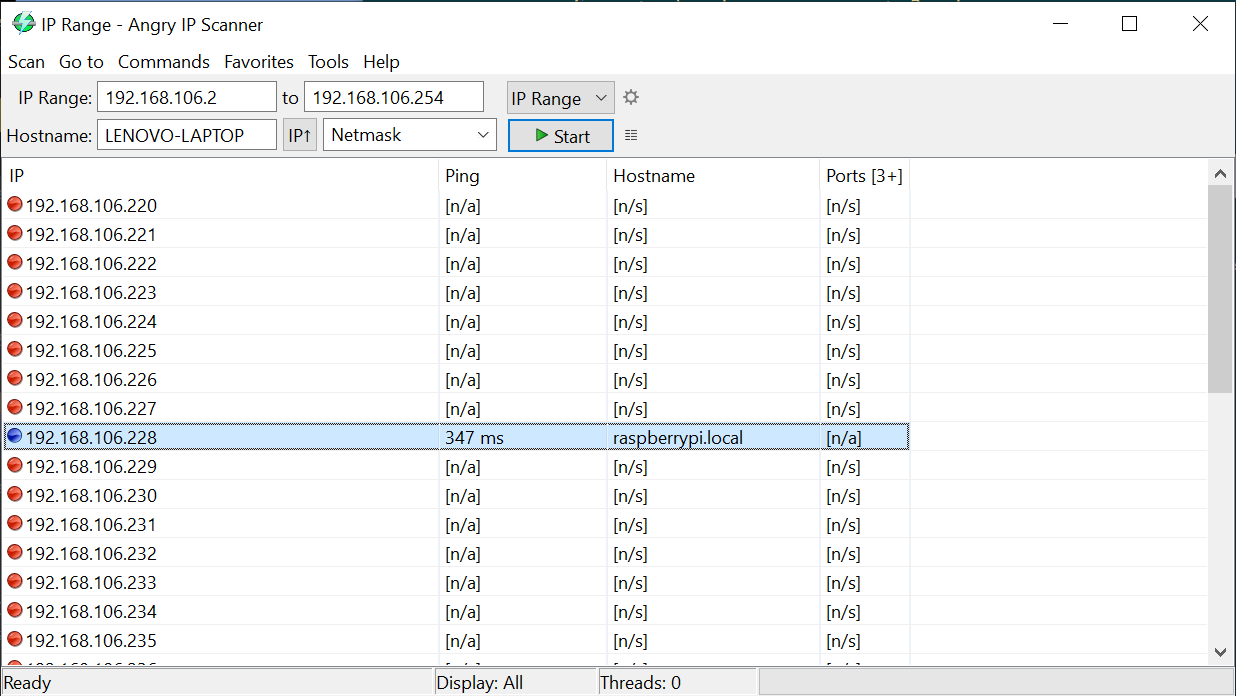 IP Range - Angry IP Scanner
Scan Go to Commands Favorites Tools Help
IP Range: 192.168.106.2 to 192.168.106.254 IP Range
Hostname: LENOVO-LAPTOP IP↑ Netmask Start
IP Ping Hostname Ports [3+]
192.168.106.220 [n/a] [n/s] [n/s]
192.168.106.221 [n/a] [n/s] [n/s]
192.168.106.222 [n/a] [n/s] [n/s]
192.168.106.223 [n/a] [n/s] [n/s]
192.168.106.224 [n/a] [n/s] [n/s]
192.168.106.225 [n/a] [n/s] [n/s]
192.168.106.226 [n/a] [n/s] [n/s]
192.168.106.227 [n/a] [n/s] [n/s]
192.168.106.228 347 ms raspberrypi.local [n/a]
192.168.106.229 [n/a] [n/s] [n/s]
192.168.106.230 [n/a] [n/s] [n/s]
192.168.106.231 [n/a] [n/s] [n/s]
192.168.106.232 [n/a] [n/s] [n/s]
192.168.106.233 [n/a] [n/s] [n/s]
192.168.106.234 [n/a] [n/s] [n/s]
192.168.106.235 [n/a] [n/s] [n/s]
Ready Display: All Threads: 0